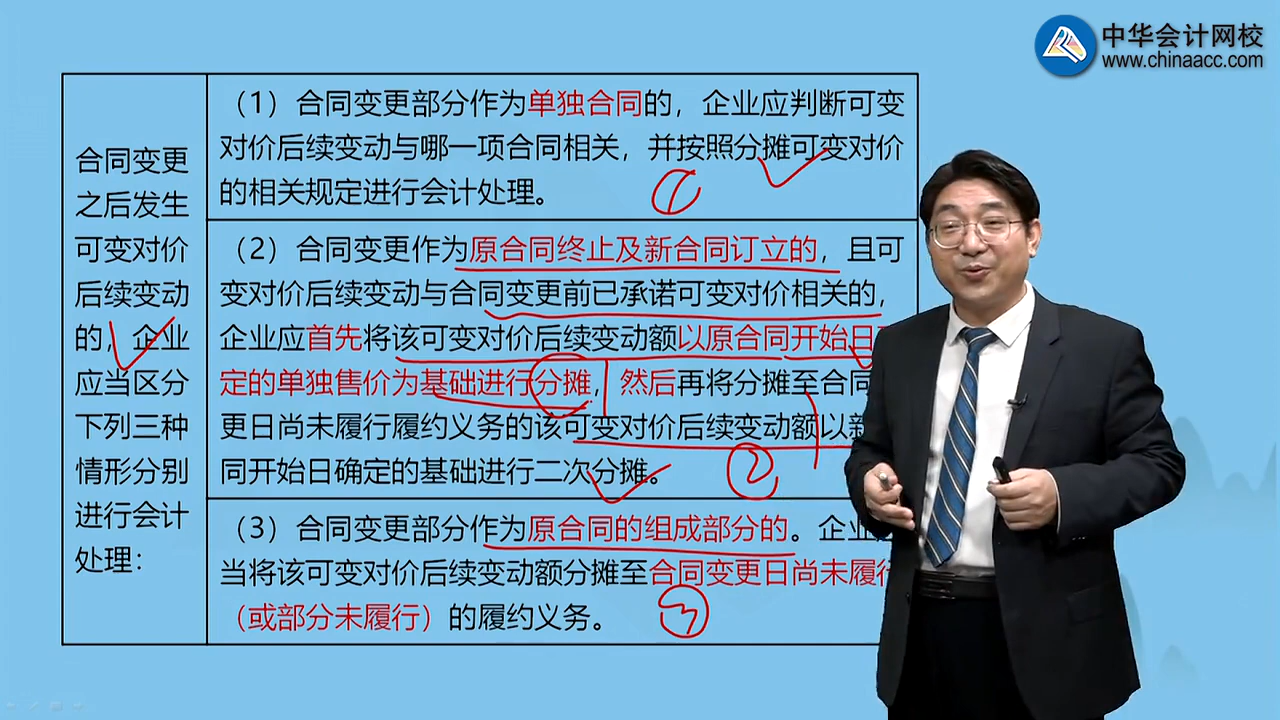 中华会计网校
www.chinaacc.com
合同变更
之后发生
可变对价
后续变动
的，企业
应当区分
下列三种
情形分别
进行会计
处理：
（1）合同变更部分作为单独合同的，企业应判断可变
对价后续变动与哪一项合同相关，并按照分摊可变对价
的相关规定进行会计处理。
①
（2）合同变更作为原合同终止及新合同订立的，且可
变对价后续变动与合同变更前已承诺可变对价相关的，
企业应首先将该可变对价后续变动额以原合同开始日
定的单独售价为基础进行分摊，然后再将分摊至合同
更日尚未履行履约义务的该可变对价后续变动额以新
同开始日确定的基础进行二次分摊。
②
（3）合同变更部分作为原合同的组成部分的。企业
当将该可变对价后续变动额分摊至合同变更日尚未履行
（或部分未履行）的履约义务。
③